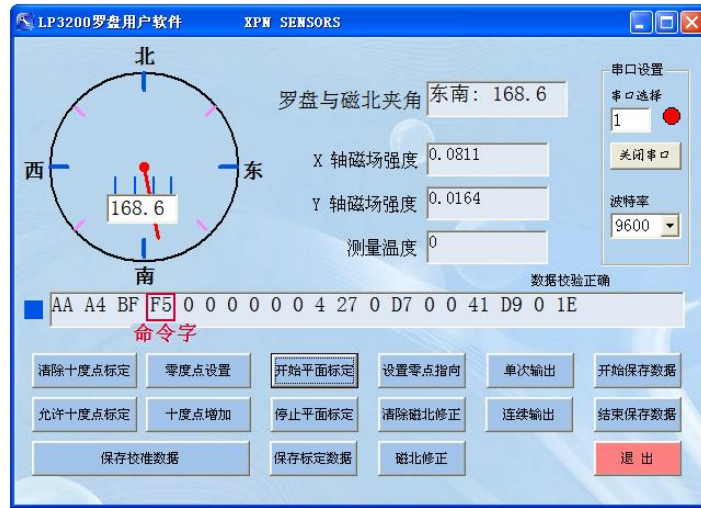 LP3200罗盘用户软件 XPN SENSORS
北
西
东
南
168.6
罗盘与磁北夹角 东南: 168.6
X 轴磁场强度 0.0811
Y 轴磁场强度 0.0164
测量温度 0
串口设置
串口选择
1
关闭串口
波特率
9600
数据校验正确
AA A4 BF F5 0 0 0 0 0 0 4 27 0 D7 0 0 41 D9 0 1E
命令字
清除十度点标定 零度点设置 开始平面标定 设置零点指向 单次输出 开始保存数据
允许十度点标定 十度点增加 停止平面标定 清除磁北修正 连续输出 结束保存数据
保存校准数据 保存标定数据 磁北修正 退 出